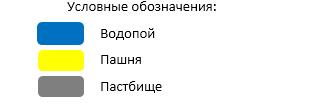 Условные обозначения:
Водопой
Пашня
Пастбище